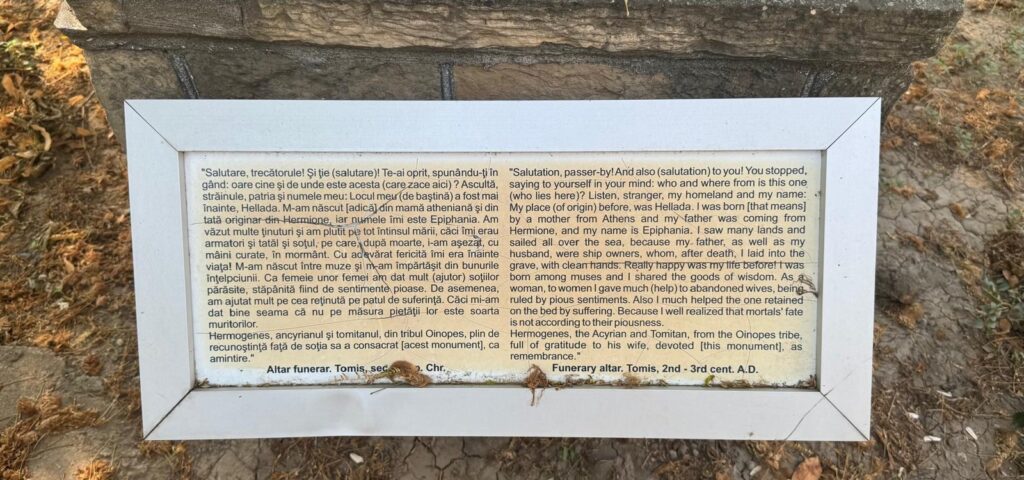 "Salutare, trecătorule! Şi ţie (salutare)! Te-ai oprit, spunându-ţi în
gând: oare cine şi de unde este acesta (care zace aici) ? Ascultă,
străinule, patria şi numele meu: Locul meu (de baştină) a fost mai
înainte, Hellada. M-am născut [adică] din mamă atheniană şi din
tată originar din Hermione, iar numele îmi este Epiphania. Am
văzut multe ţinuturi şi am plutit pe tot întinsul mării, căci îmi erau
armatori şi tatăl şi soţul, pe care, după moarte, i-am aşezat, cu
mâini curate, în mormânt. Cu adevărat fericită îmi era înainte
viaţa! M-am născut între muze şi m-am împărtăşit din bunurile
înţelpciunii. Ca femeie unor femei am dat mult (ajutor) soţiilor
părăsite, stăpânită fiind de sentimente pioase. De asemenea,
am ajutat mult pe cea reţinută pe patul de suferinţă. Căci mi-am
dat bine seama că nu pe măsura pietăţii lor este soarta
muritorilor.
Hermogenes, ancyrianul şi tomitanul, din tribul Oinopes, plin de
recunoştinţă faţă de soţia sa a consacrat [acest monument], ca
amintire."
Altar funerar. Tomis, sec. p. Chr.
"Salutation, passer-by! And also (salutation) to you! You stopped,
saying to yourself in your mind: who and where from is this one
(who lies here)? Listen, stranger, my homeland and my name:
My place (of origin) before, was Hellada. I was born [that means]
by a mother from Athens and my father was coming from
Hermione, and my name is Epiphania. I saw many lands and
sailed all over the sea, because my father, as well as my
husband, were ship owners, whom, after death, I laid into the
grave, with clean hands. Really happy was my life before! I was
born among muses and I shared the goods of wisdom. As a
woman, to women I gave much (help) to abandoned wives, being
ruled by pious sentiments. Also I much helped the one retained
on the bed by suffering. Because I well realized that mortals' fate
is not according to their piousness.
Hermogenes, the Acyrian and Tomitan, from the Oinopes tribe,
full of gratitude to his wife, devoted [this monument], as
remembrance."
Funerary altar. Tomis, 2nd - 3rd cent. A.D.